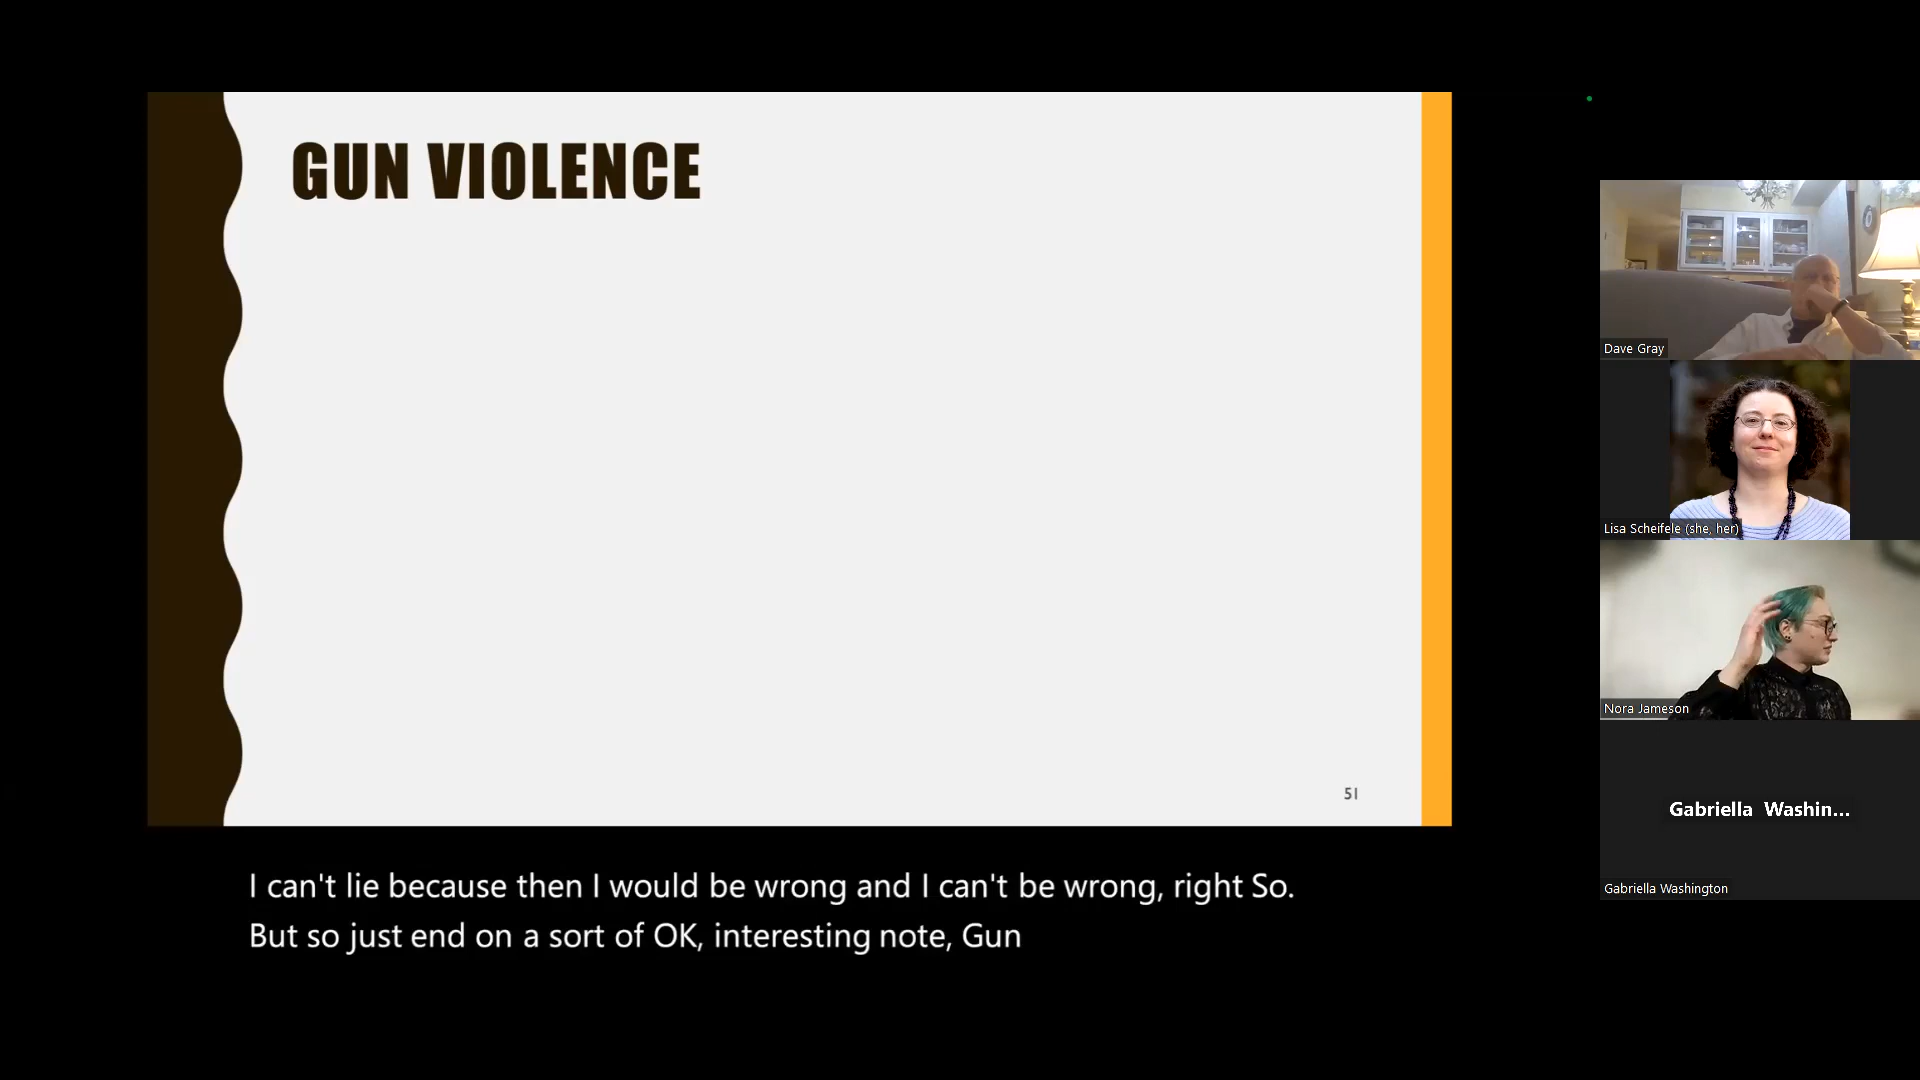 GUN VIOLENCE
51
I can't lie because then I would be wrong and I can't be wrong, right So.
But so just end on a sort of OK, interesting note, Gun
Dave Gray
Lisa Scheifele (she, her)
Nora Jameson
Gabriella Washin...
Gabriella Washington